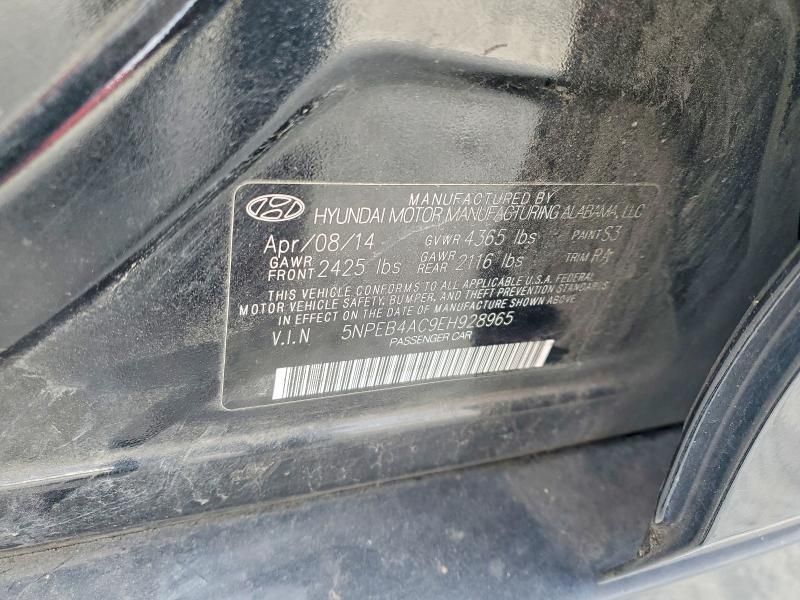 MANUFACTURED BY
HYUNDAI MOTOR MANUFACTURING ALABAMA, LLC
Apr/08/14 GVWR 4365 lbs PAINT S3
GAWR FRONT 2425 lbs GAWR REAR 2116 lbs TRIM RA
THIS VEHICLE CONFORMS TO ALL APPLICABLE U.S.A. FEDERAL
MOTOR VEHICLE SAFETY, BUMPER, AND THEFT PREVENTION STANDARDS
IN EFFECT ON THE DATE OF MANUFACTURE SHOWN ABOVE.
V.I.N 5NPEB4AC9EH928965
PASSENGER CAR